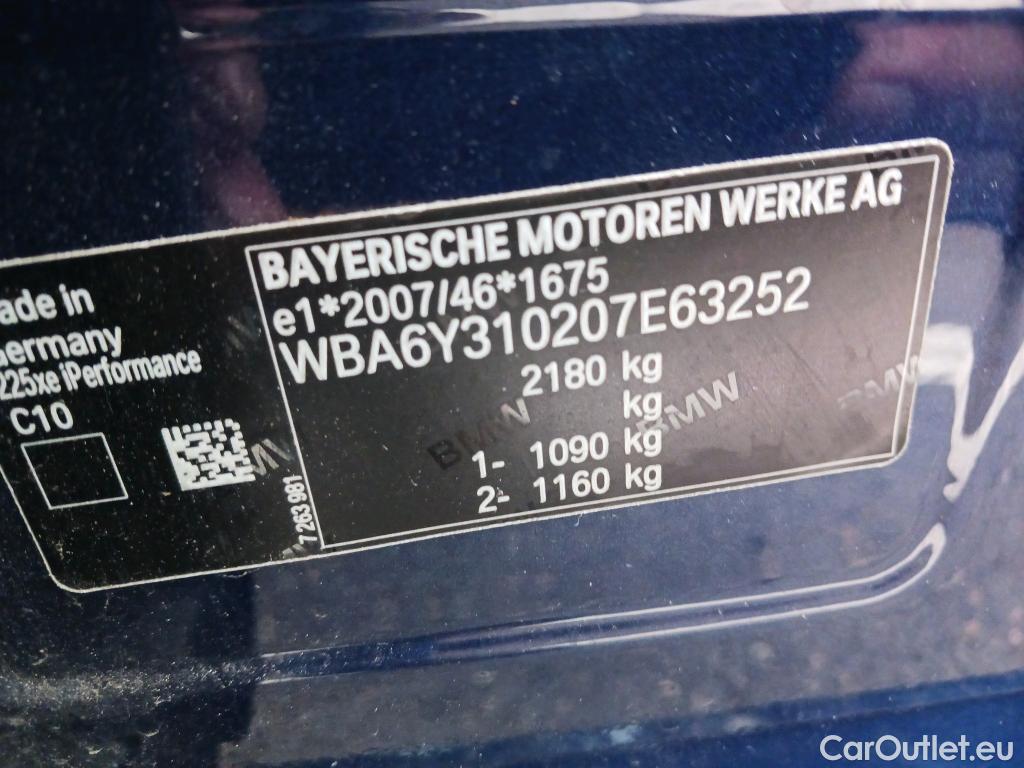 BAYERISCHE MOTOREN WERKE AG
e1*2007/46*1675
WBA6Y310207E63252
2180 kg
kg
1- 1090 kg
2- 1160 kg
ade in
ermany
225xe iPerformance
C10
7 263 981
BMW
BMW
BMW
CarOutlet.eu